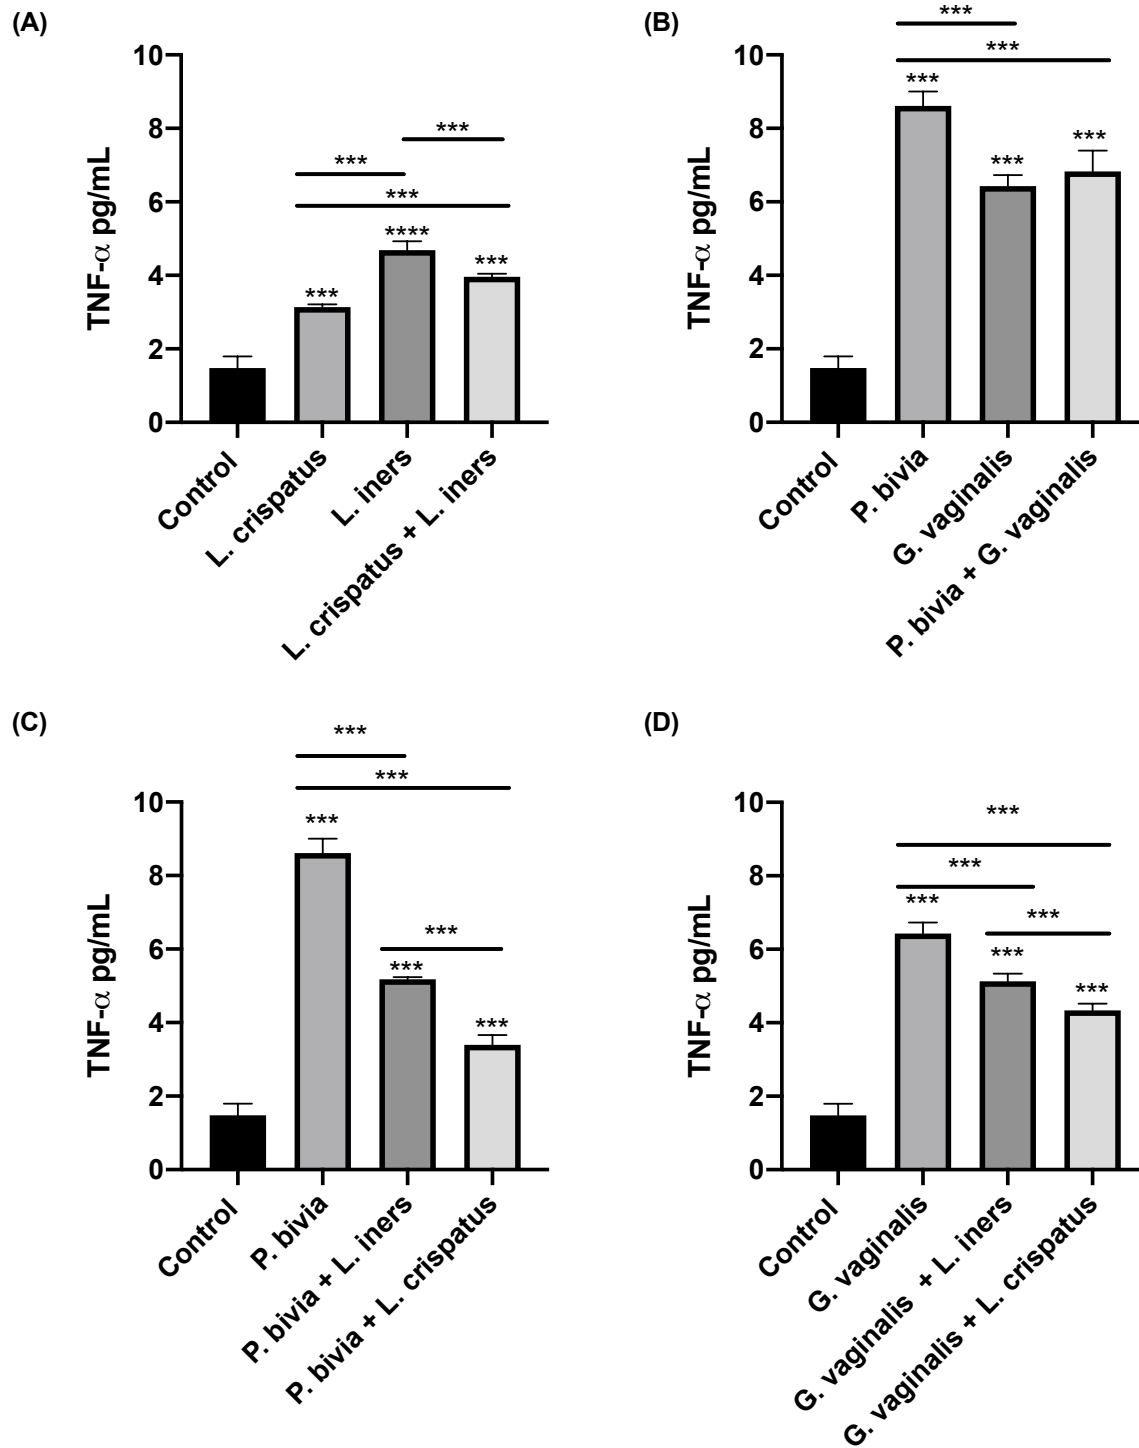 (A)
***
***
***
****
***
***
10
8
6
4
2
0
TNF-α pg/mL
Control
L. crispatus
L. iners
L. crispatus + L. iners
(B)
***
***
***
***
***
10
8
6
4
2
0
TNF-α pg/mL
Control
P. bivia
G. vaginalis
P. bivia + G. vaginalis
(C)
***
***
***
***
***
***
10
8
6
4
2
0
TNF-α pg/mL
Control
P. bivia
P. bivia + L. iners
P. bivia + L. crispatus
(D)
***
***
***
***
***
***
10
8
6
4
2
0
TNF-α pg/mL
Control
G. vaginalis
G. vaginalis + L. iners
G. vaginalis + L. crispatus